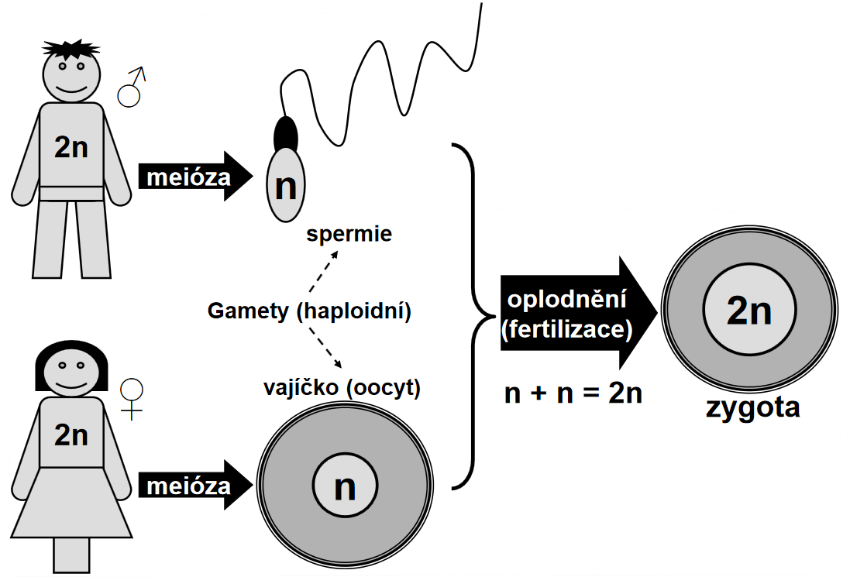 ♂
2n
meióza
n
spermie
Gamety (haploidní)
vajíčko (oocyt)
♀
2n
meióza
n
oplodnění
(fertilizace)
n + n = 2n
2n
zygota